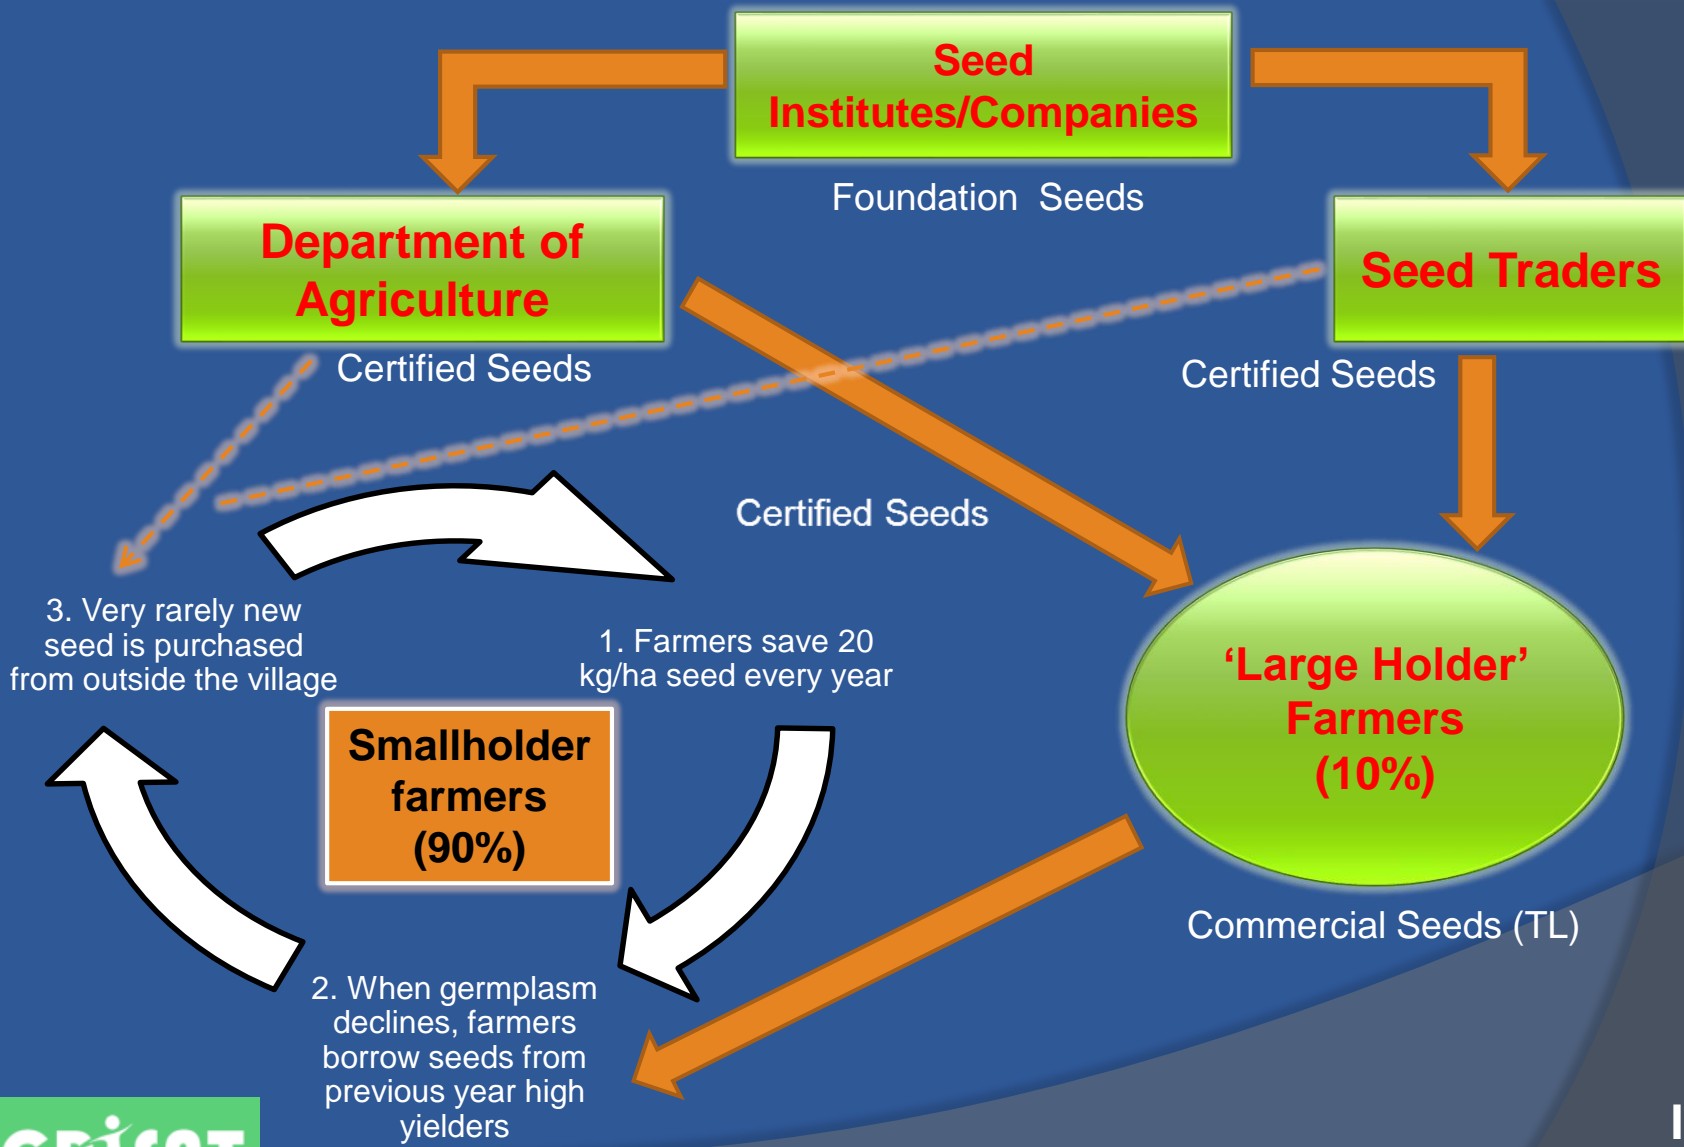 Seed
Institutes/Companies
Foundation Seeds
Department of
Agriculture
Seed Traders
Certified Seeds
Certified Seeds
Certified Seeds
3. Very rarely new
seed is purchased
from outside the village
1. Farmers save 20
kg/ha seed every year
‘Large Holder’
Farmers
(10%)
Smallholder
farmers
(90%)
Commercial Seeds (TL)
2. When germplasm
declines, farmers
borrow seeds from
previous year high
yielders